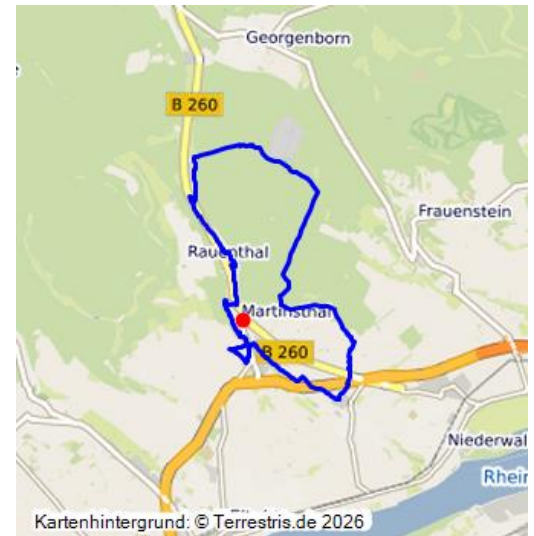 Georgenborn
B 260
Frauenstein
Rauenthal
Martinsthal
B 260
Niederwal
Rhein
Kartenhintergrund: © Terrestris.de 2026